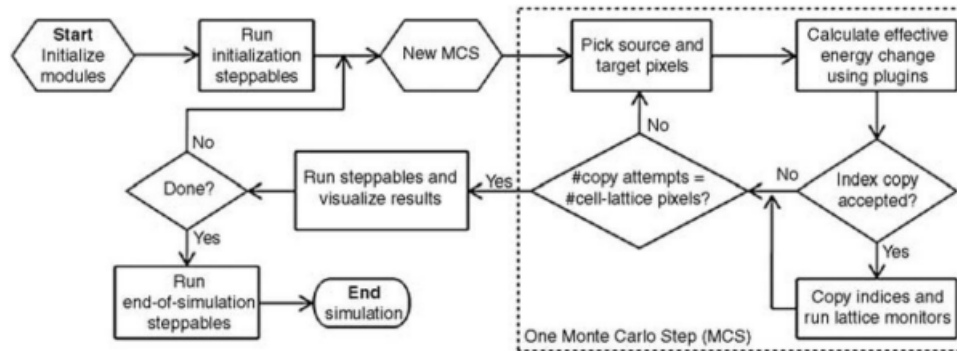 Start
Initialize
modules
Run
initialization
steppables
New MCS
Pick source and
target pixels
Calculate effective
energy change
using plugins
No
Done?
Yes
Run steppables and
visualize results
Yes
No
#copy attempts =
#cell-lattice pixels?
No
Index copy
accepted?
Yes
Run
end-of-simulation
steppables
End
simulation
Copy indices and
run lattice monitors
One Monte Carlo Step (MCS)